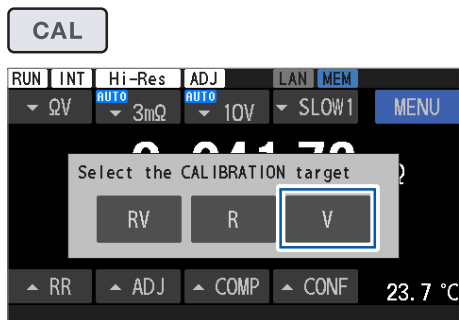 CAL
RUN INT Hi-Res ADJ LAN MEM
ΩV AUTO 3mΩ AUTO 10V SLOW1 MENU
Select the CALIBRATION target
RV R V
RR ADJ COMP CONF 23.7 °C